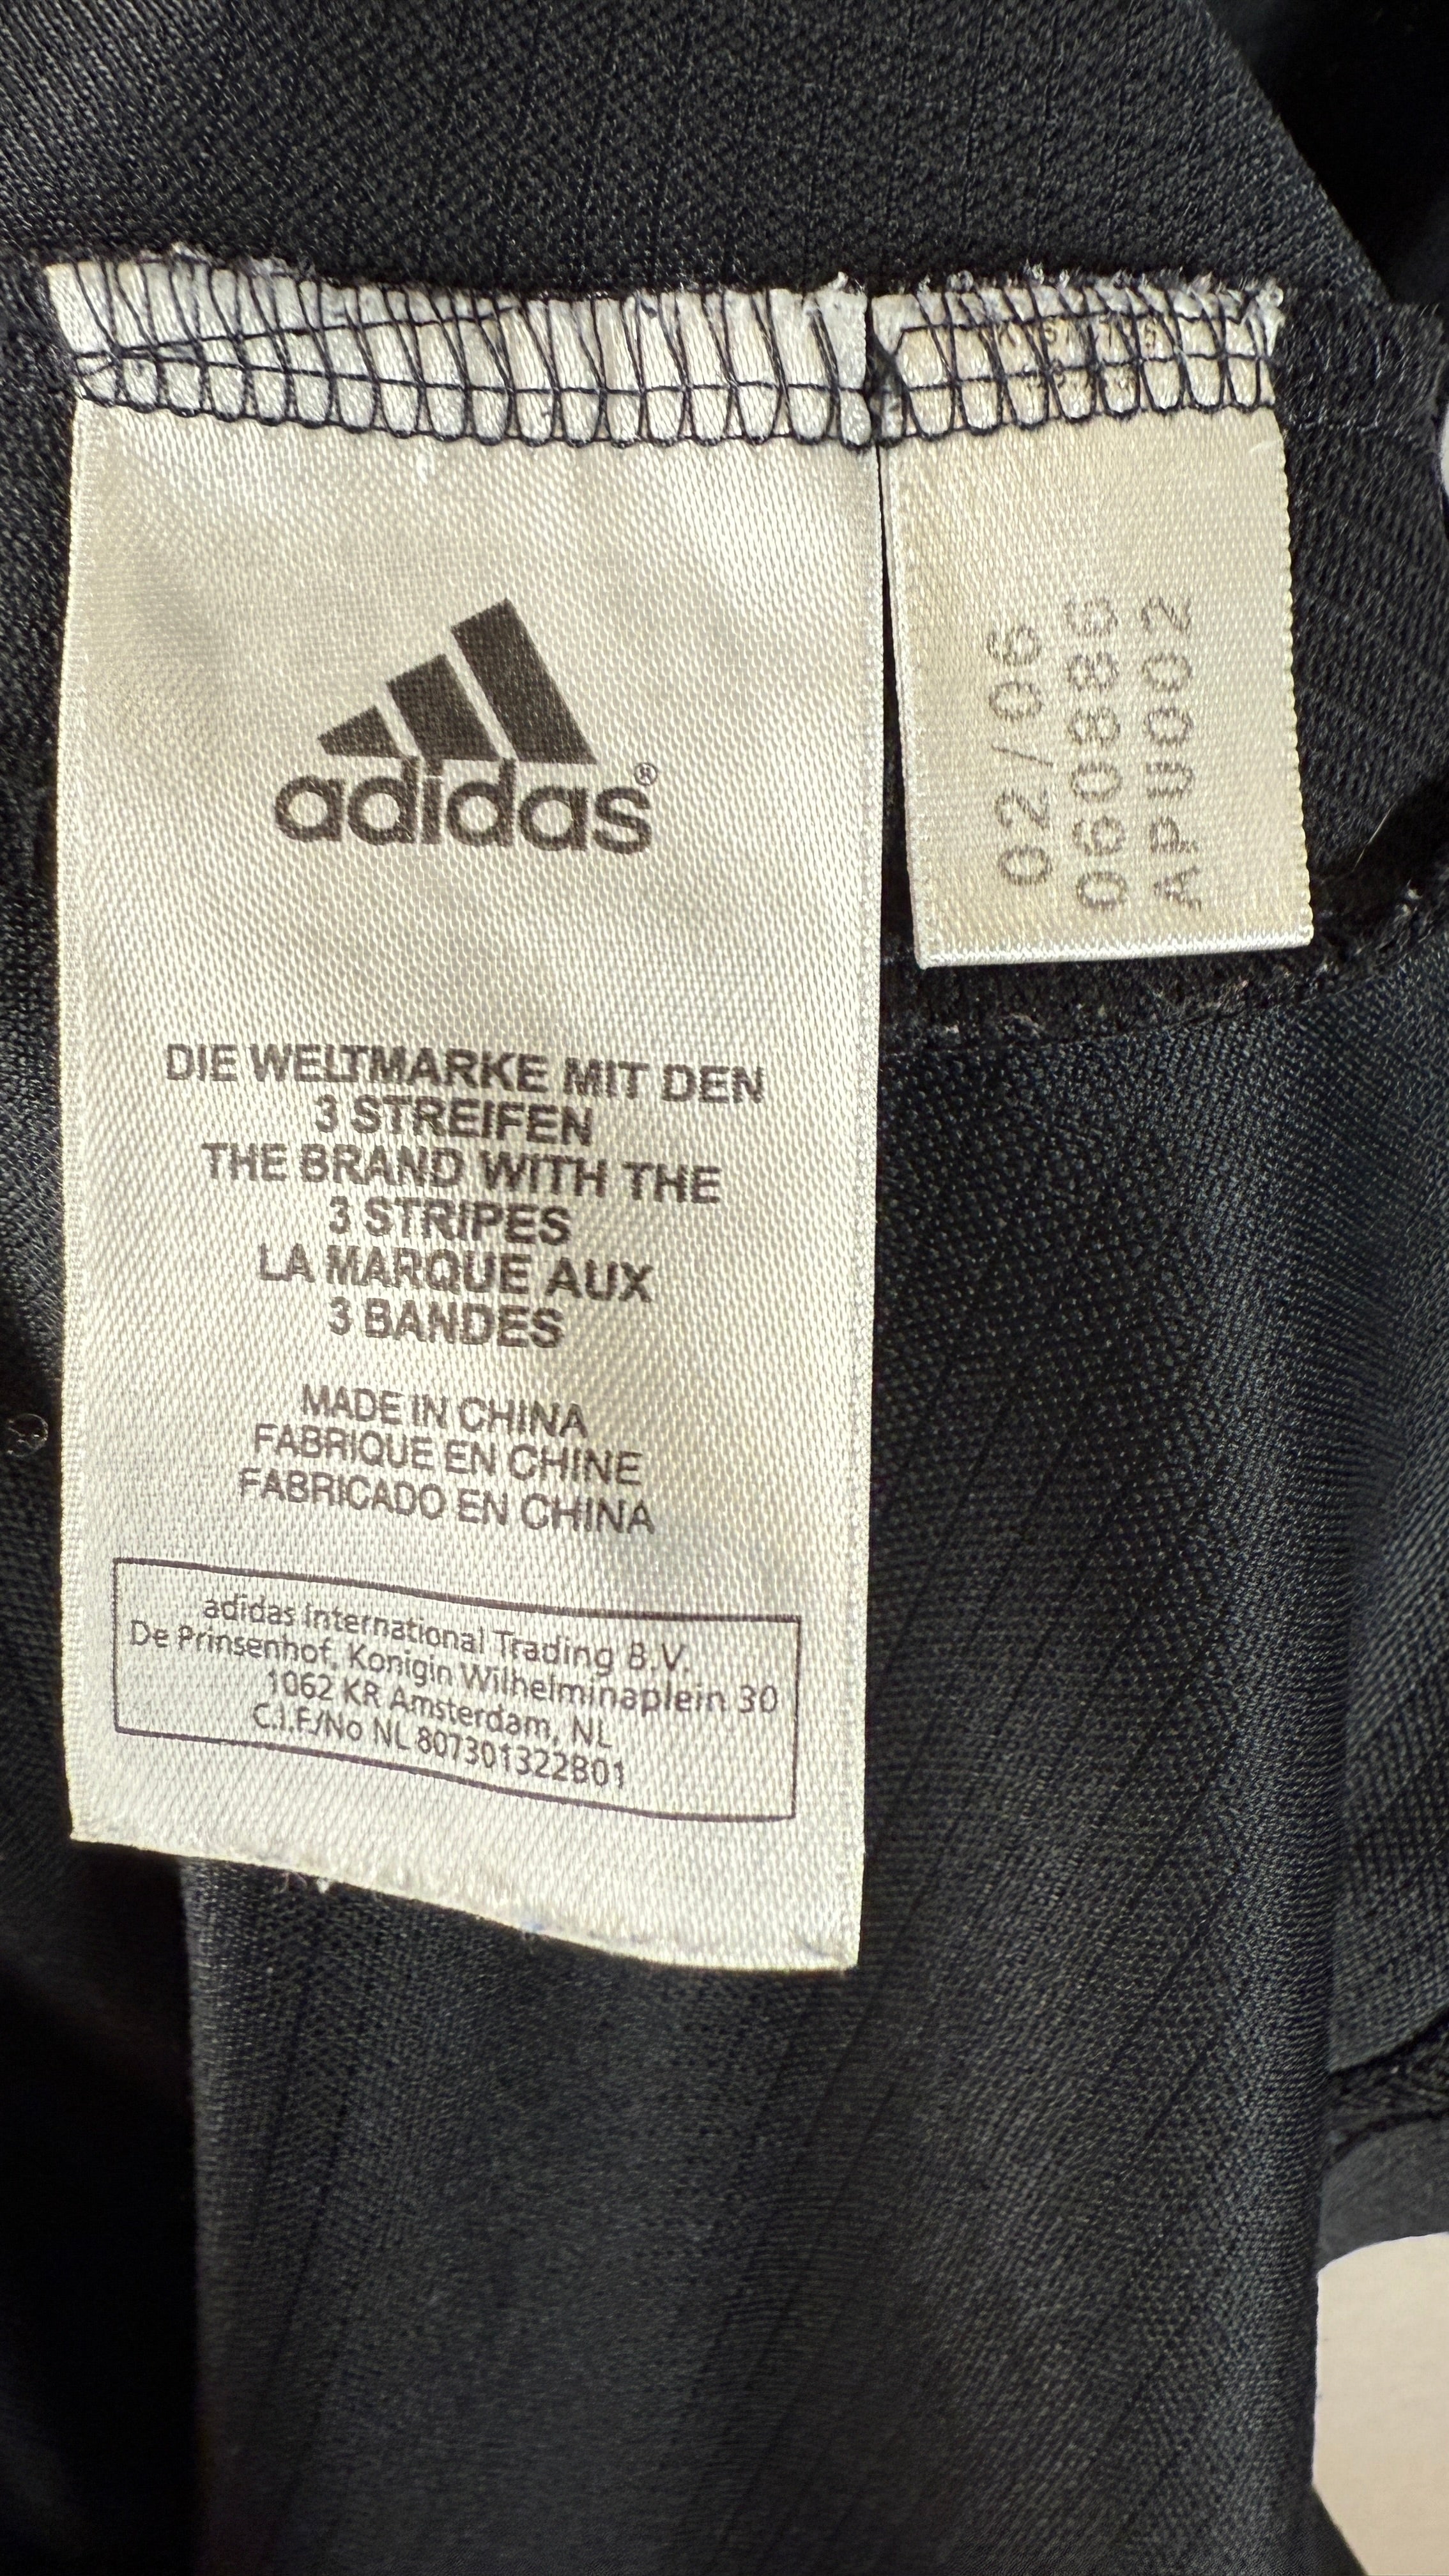 adidas®
DIE WELTMARKE MIT DEN
3 STREIFEN
THE BRAND WITH THE
3 STRIPES
LA MARQUE AUX
3 BANDES
MADE IN CHINA
FABRIQUE EN CHINE
FABRICADO EN CHINA
adidas International Trading B.V.
De Prinsenhof, Konigin Wilhelminaplein 30
1062 KR Amsterdam, NL
C.I.F./No NL 807301322B01
02/06
060886
APU002